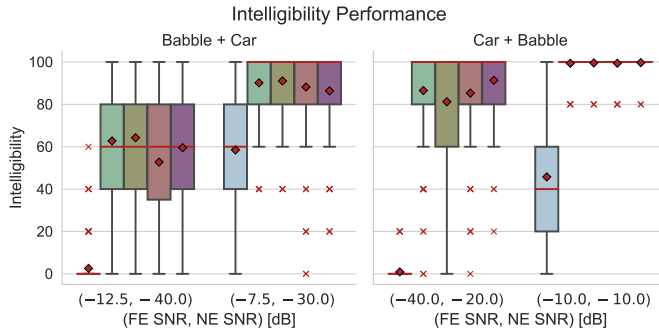 Intelligibility Performance
Babble + Car
Car + Babble
Intelligibility
100
80
60
40
20
0
(−12.5, −40.0)
(−7.5, −30.0)
(−40.0, −20.0)
(−10.0, −10.0)
(FE SNR, NE SNR) [dB]
(FE SNR, NE SNR) [dB]